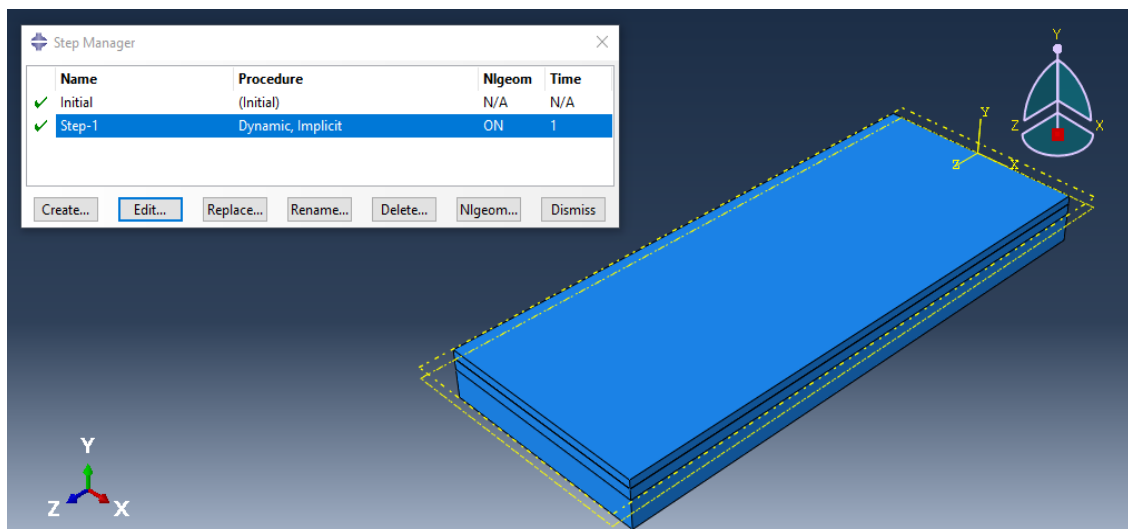 Step Manager
Name Procedure Nlgeom Time
Initial (Initial) N/A N/A
Step-1 Dynamic, Implicit ON 1
Create... Edit... Replace... Rename... Delete... Nlgeom... Dismiss
Y
Z X
Y
Z X
Y
Z X